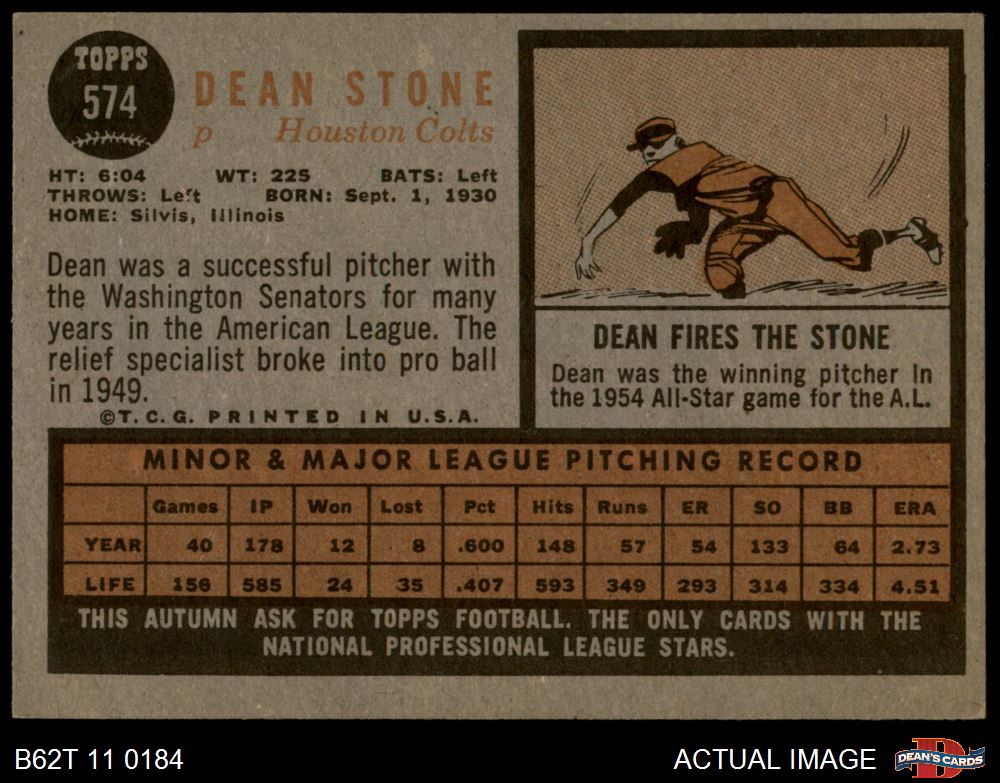 TOPPS
574
DEAN STONE
p Houston Colts
HT: 6:04 WT: 225 BATS: Left
THROWS: Left BORN: Sept. 1, 1930
HOME: Silvis, Illinois
Dean was a successful pitcher with
the Washington Senators for many
years in the American League. The
relief specialist broke into pro ball
in 1949.
©T.C.G. PRINTED IN U.S.A.
DEAN FIRES THE STONE
Dean was the winning pitcher in
the 1954 All-Star game for the A.L.
MINOR & MAJOR LEAGUE PITCHING RECORD
Games IP Won Lost Pct Hits Runs ER SO BB ERA
YEAR 40 178 12 8 .600 148 57 54 133 64 2.73
LIFE 156 585 24 35 .407 593 349 293 314 334 4.51
THIS AUTUMN ASK FOR TOPPS FOOTBALL. THE ONLY CARDS WITH THE
NATIONAL PROFESSIONAL LEAGUE STARS.
B62T 11 0184 ACTUAL IMAGE D DEAN'S CARDS